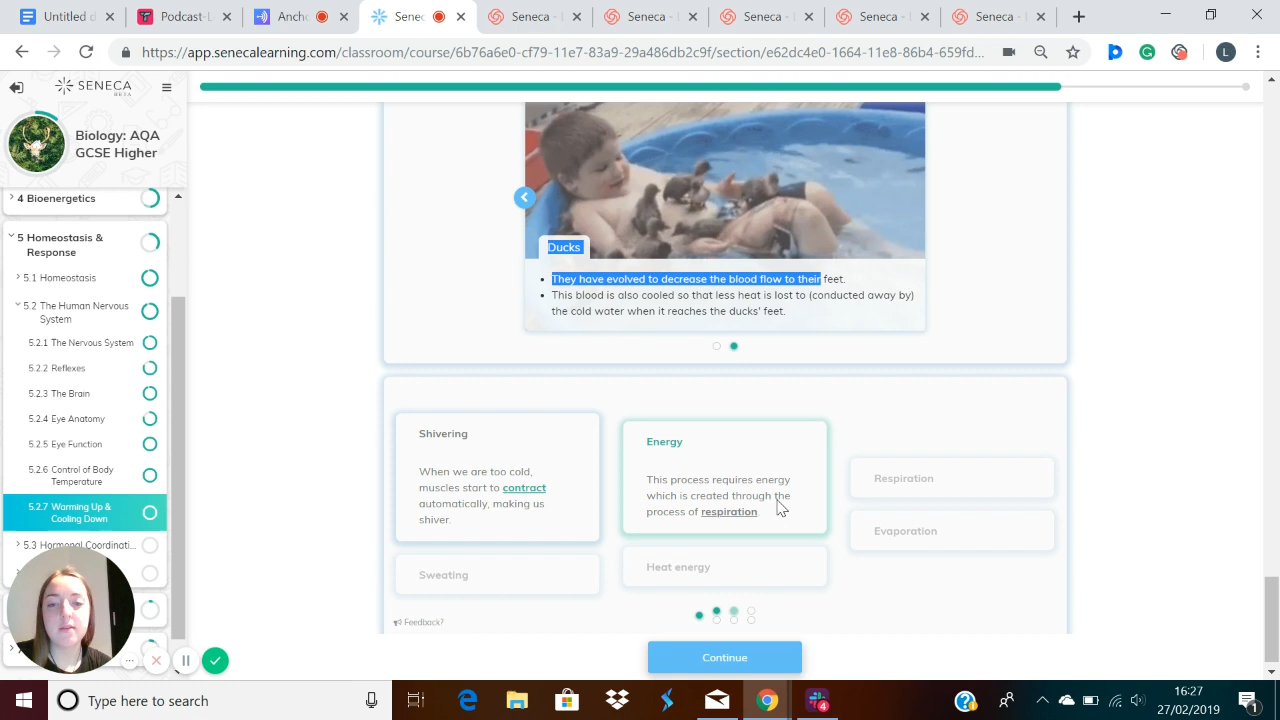 Untitled d
Podcast-L
Ancho
Sene
Seneca - 
Seneca - 
Seneca - 
Seneca - 
Seneca - 
https://app.senecalearning.com/classroom/course/6b76a6e0-cf79-11e7-83a9-29a486db2c9f/section/e62dc4e0-1664-11e8-86b4-659fd...
L
SENECA
BETA
Biology: AQA
GCSE Higher
4 Bioenergetics
5 Homeostasis &
Response
5.1 Homeostasis
5.2 The Human Nervous
System
5.2.1 The Nervous System
5.2.2 Reflexes
5.2.3 The Brain
5.2.4 Eye Anatomy
5.2.5 Eye Function
5.2.6 Control of Body
Temperature
5.2.7 Warming Up &
Cooling Down
5.3 Hormonal Coordinati...
Ducks
• They have evolved to decrease the blood flow to their feet.
• This blood is also cooled so that less heat is lost to (conducted away by)
the cold water when it reaches the ducks' feet.
Shivering
When we are too cold,
muscles start to contract
automatically, making us
shiver.
Sweating
Energy
This process requires energy
which is created through the
process of respiration.
Heat energy
Respiration
Evaporation
Feedback?
Continue
Type here to search
4
16:27
27/02/2019
1